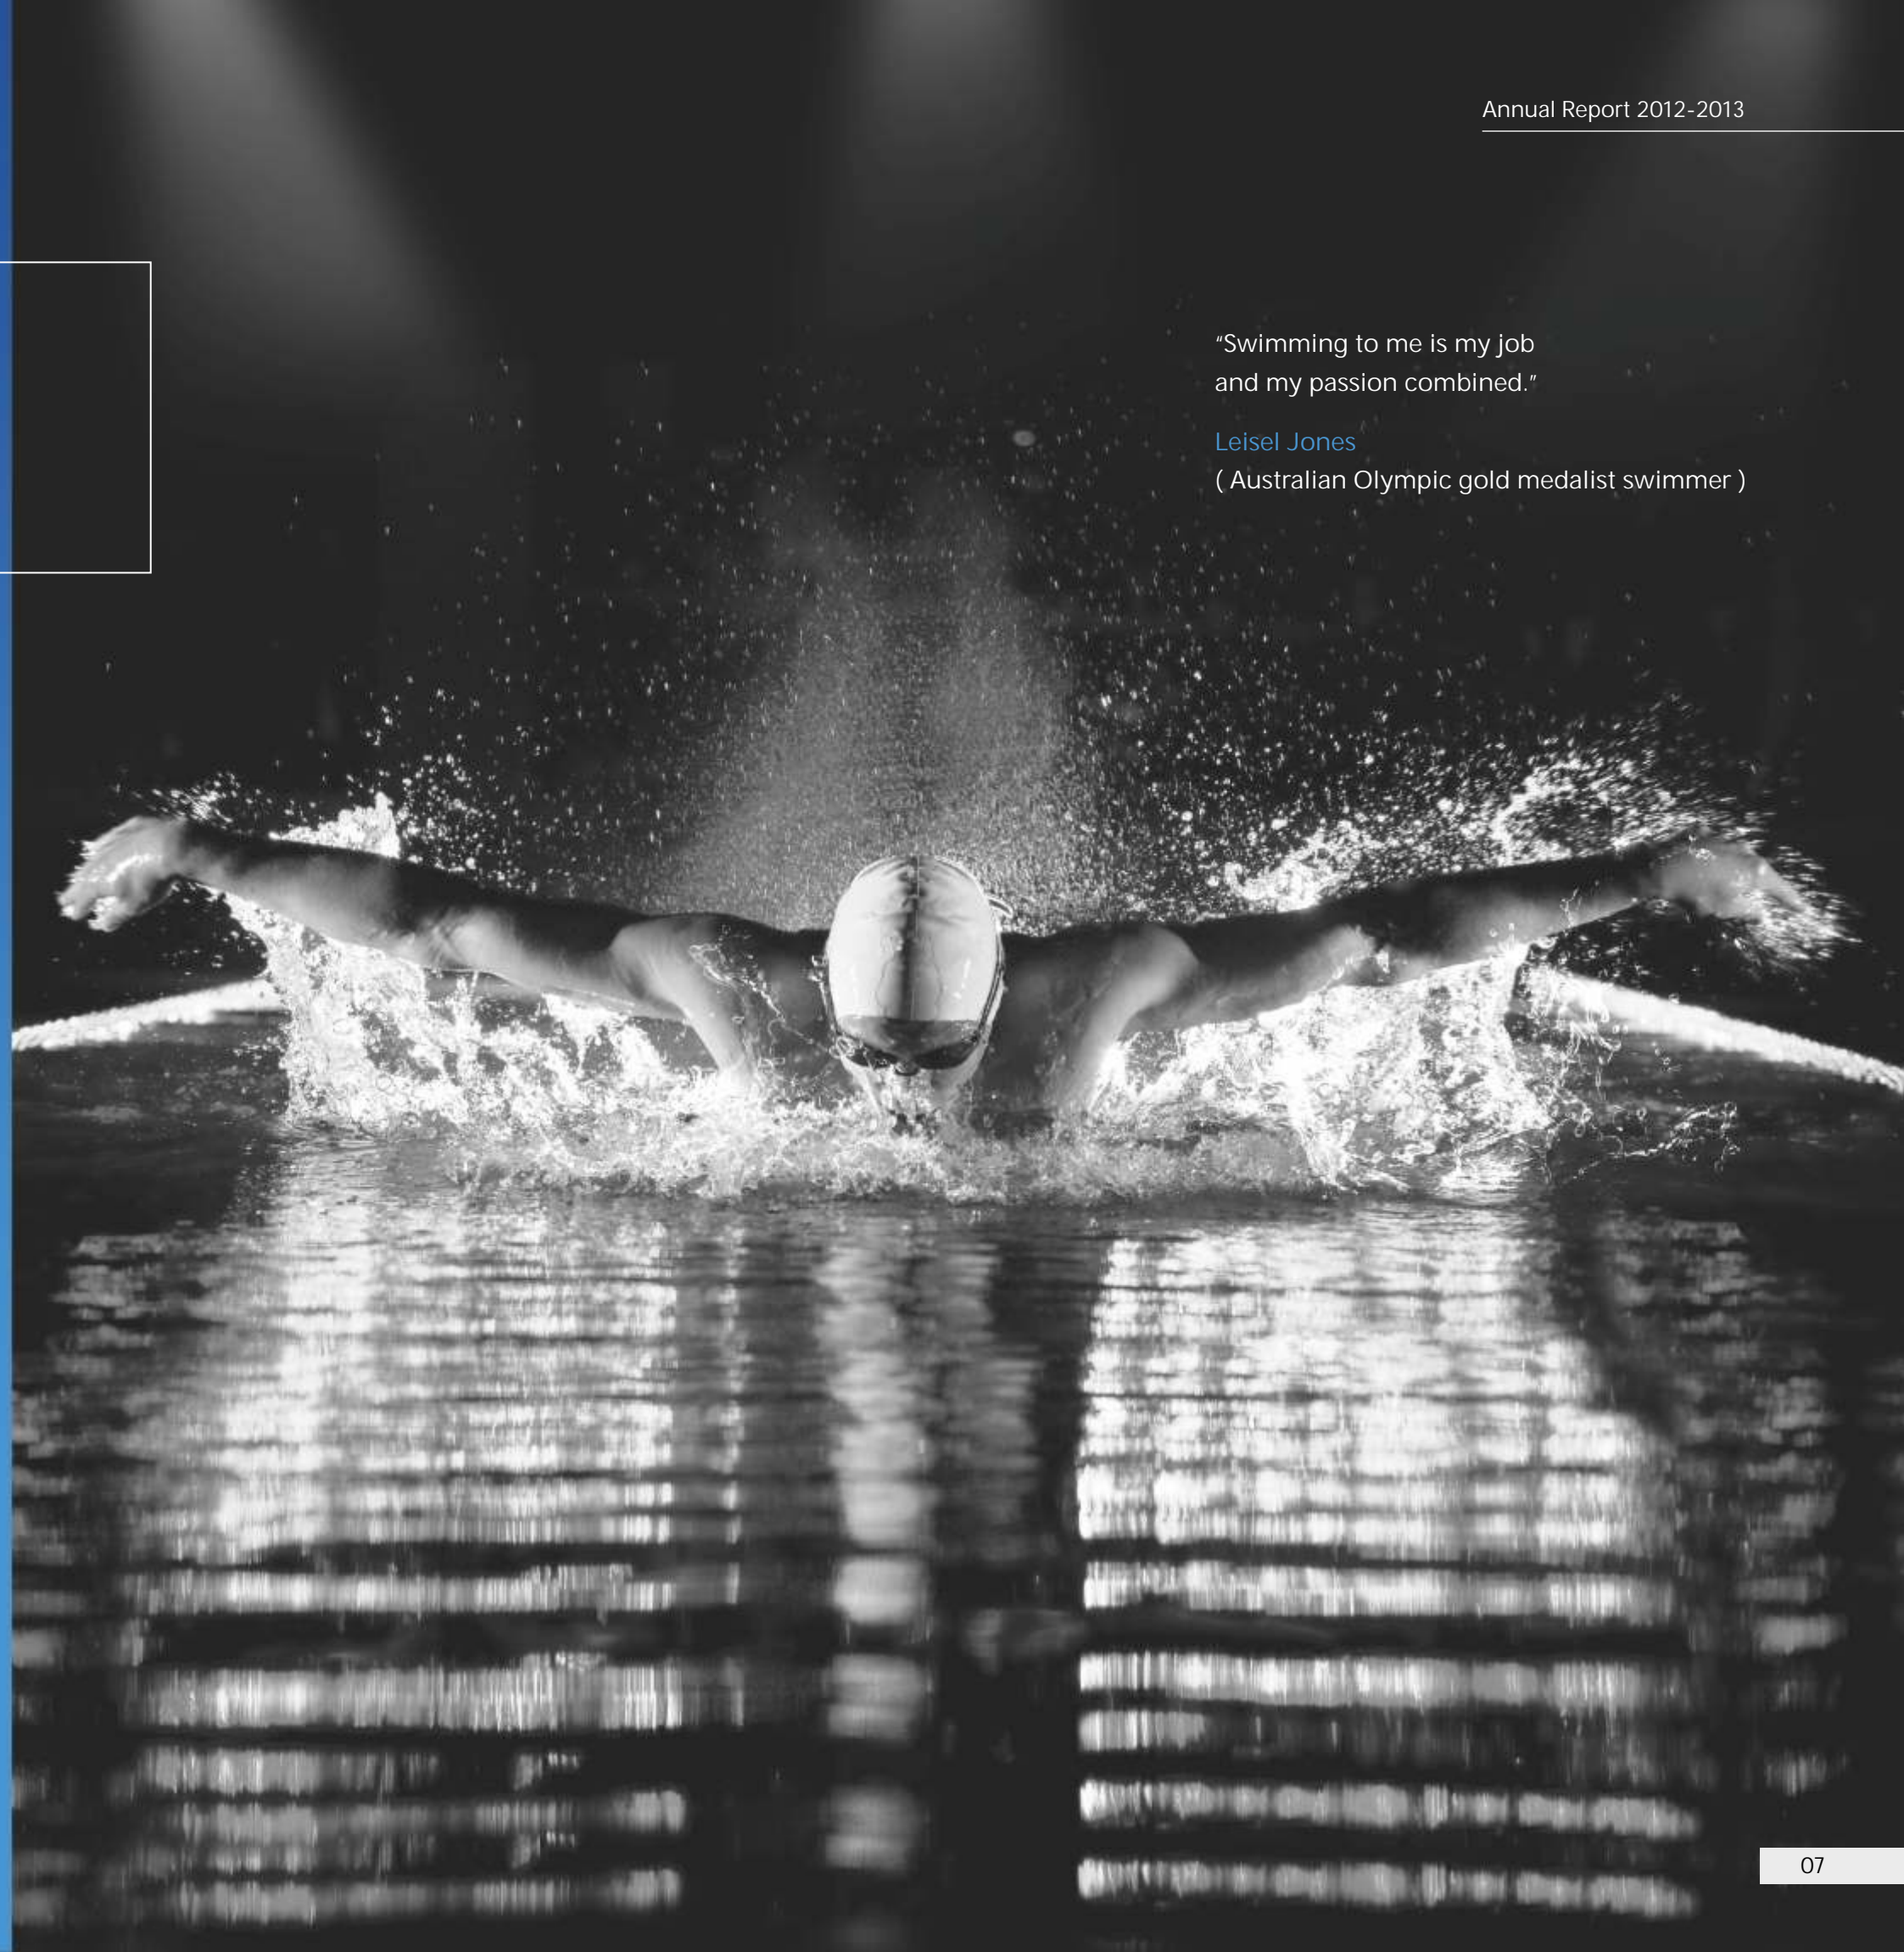 Annual Report 2012-2013
“Swimming to me is my job
and my passion combined.”
Leisel Jones
( Australian Olympic gold medalist swimmer )
07